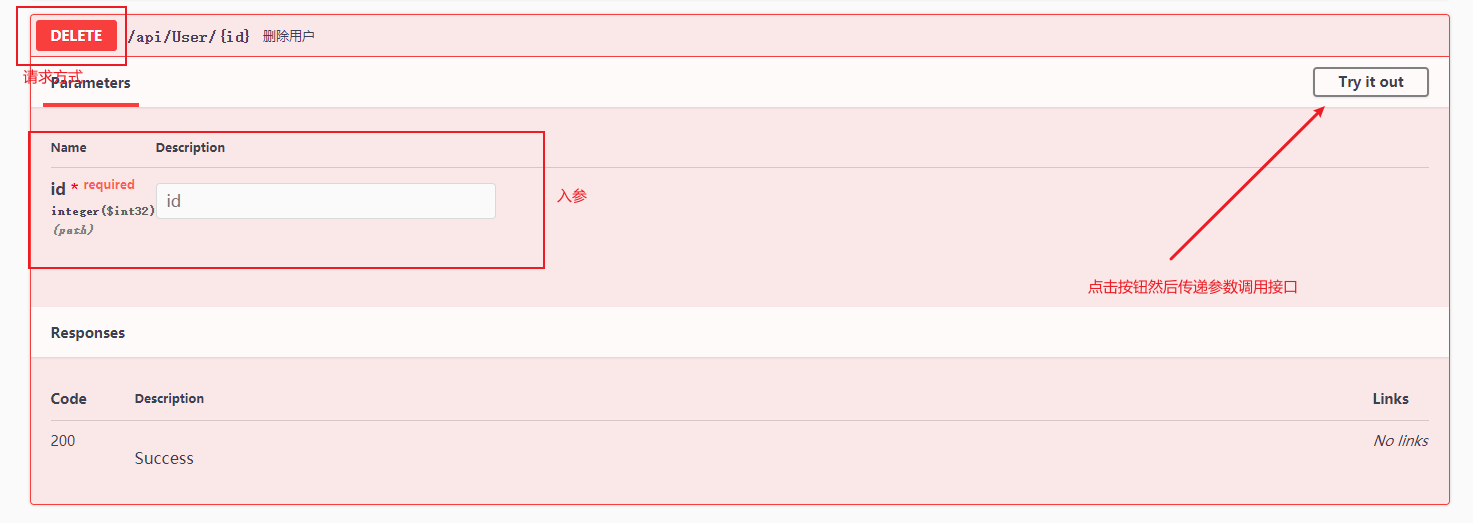 DELETE /api/User/{id} 删除用户
请求方式
Parameters
Try it out
Name Description
id * required
integer($int32)
(path)
id
入参
点击按钮然后传递参数调用接口
Responses
Code Description Links
200 No links
Success